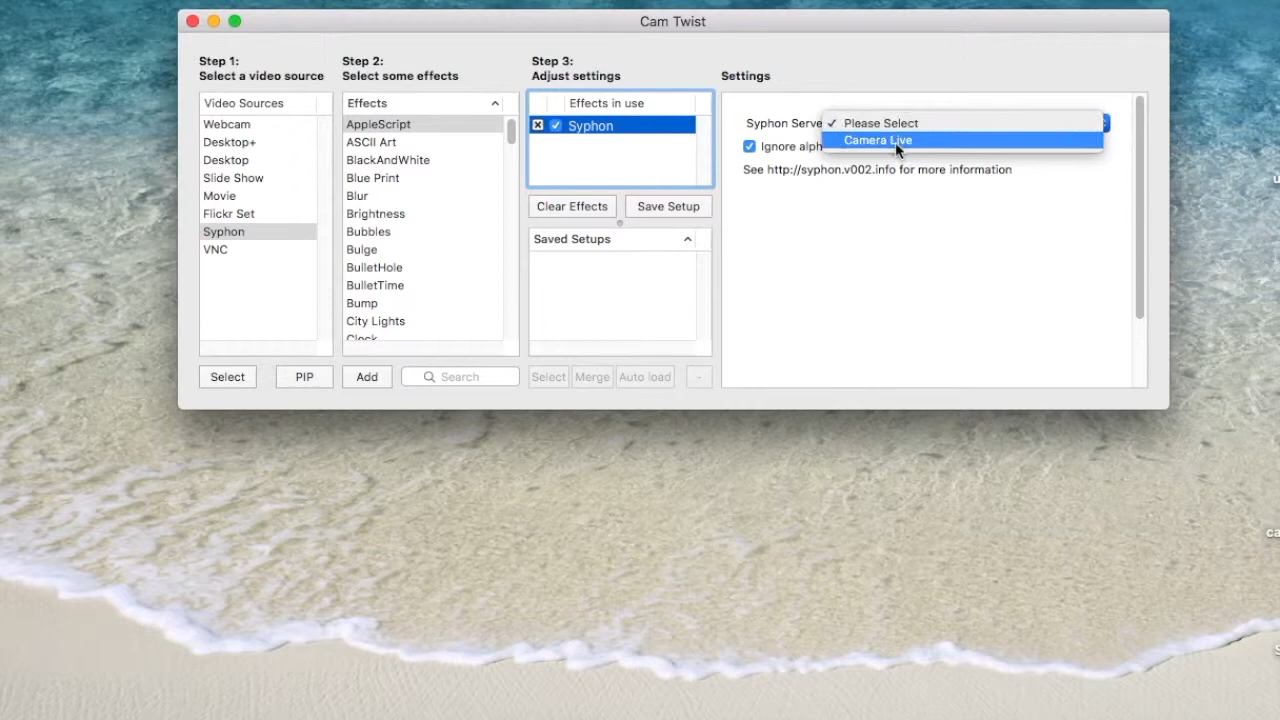 Cam Twist
Step 1:
Select a video source
Step 2:
Select some effects
Step 3:
Adjust settings
Settings
Video Sources
Webcam
Desktop+
Desktop
Slide Show
Movie
Flickr Set
Syphon
VNC
Select
PIP
Effects
AppleScript
ASCII Art
BlackAndWhite
Blue Print
Blur
Brightness
Bubbles
Bulge
BulletHole
BulletTime
Bump
City Lights
Clock
Add
Search
Effects in use
Syphon
Clear Effects
Save Setup
Saved Setups
Select
Merge
Auto load
-
Syphon Serve
Please Select
Camera Live
Ignore alph
See http://syphon.v002.info for more information